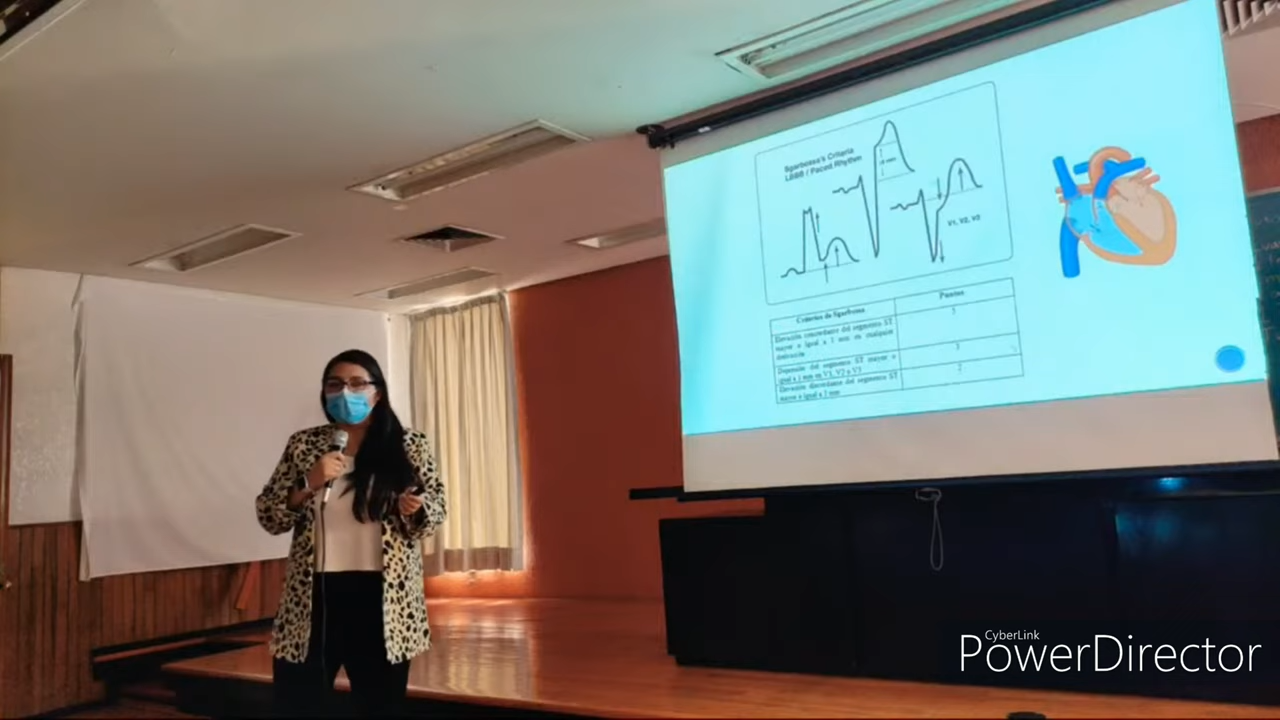 Sgarbossa's Criteria
LBBB / Paced Rhythm
V1, V2, V3
Criterios de Sgarbossa
Puntos
Elevación concordante del segmento ST
mayor o igual a 1 mm en cualquier
derivación
Depresión del segmento ST mayor o
igual a 1 mm en V1, V2 o V3
3
Elevación discordante del segmento ST
mayor o igual a 5 mm
2
CyberLink
PowerDirector